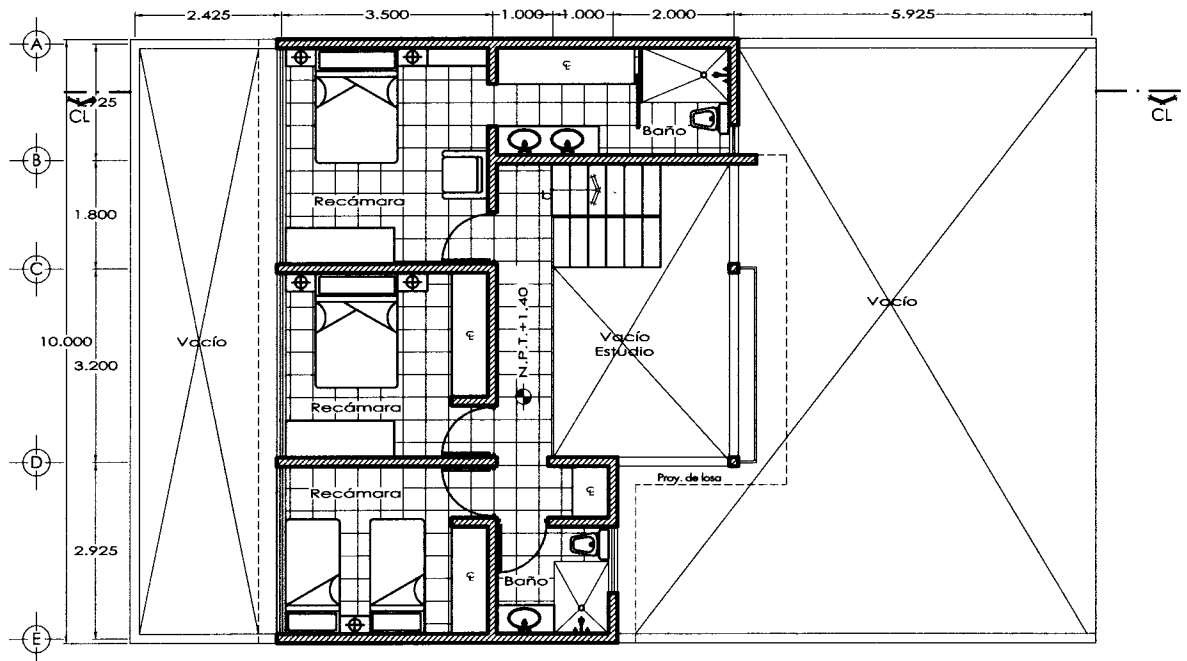 2.425 3.500 1.000 1.000 2.000 5.925
A
CL
CL
B
1.800
C
10.000
3.200
D
2.925
E
Baño
Recámara
Vacío
N.P.T.+1.40
Vacío
Estudio
Vacío
Recámara
Recámara
Proy. de losa
Baño